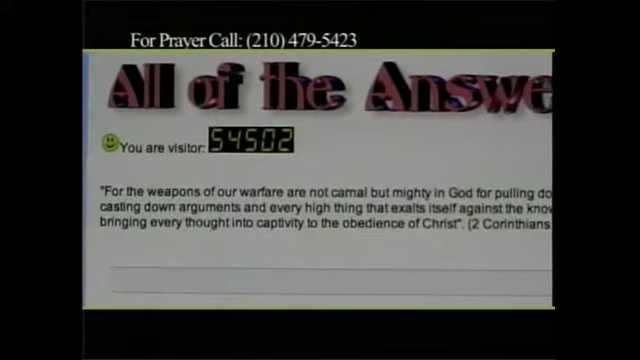 For Prayer Call: (210) 479-5423
All of the Answe
You are visitor: 54502
"For the weapons of our warfare are not carnal but mighty in God for pulling do
casting down arguments and every high thing that exalts itself against the know
bringing every thought into captivity to the obedience of Christ". (2 Corinthians